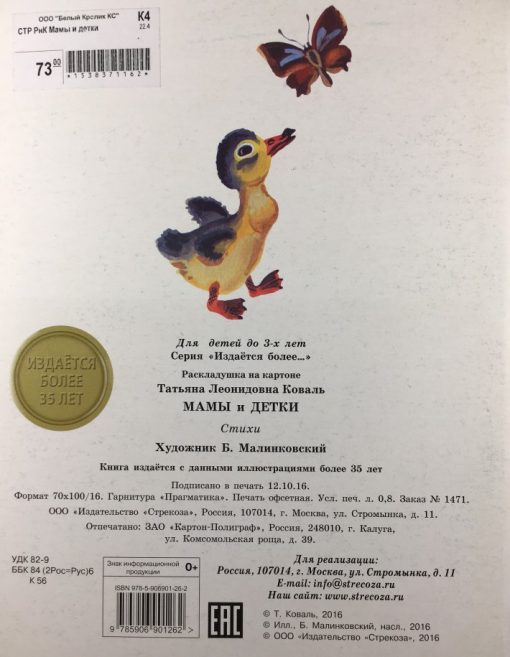 ООО "Белый Крслик КС"
К4
22.4
СТР РнК Мамы и детки
73 00
*1538371162*
ИЗДАЁТСЯ
БОЛЕЕ
35 ЛЕТ
Для детей до 3-х лет
Серия «Издаётся более...»
Раскладушка на картоне
Татьяна Леонидовна Коваль
МАМЫ и ДЕТКИ
Стихи
Художник Б. Малинковский
Книга издаётся с данными иллюстрациями более 35 лет
Подписано в печать 12.10.16.
Формат 70х100/16. Гарнитура «Прагматика». Печать офсетная. Усл. печ. л. 0,8. Заказ № 1471.
ООО «Издательство «Стрекоза», Россия, 107014, г. Москва, ул. Стромынка, д. 11.
Отпечатано: ЗАО «Картон-Полиграф», Россия, 248010, г. Калуга,
ул. Комсомольская роща, д. 39.
УДК 82-9
ББК 84 (2Рос=Рус)6
К 56
Знак информационной
продукции
0+
ISBN 978-5-906901-26-2
9 785906 901262 >
EAC
Для реализации:
Россия, 107014, г. Москва, ул. Стромынка, д. 11
E-mail: info@strecoza.ru
Наш сайт: www.strecoza.ru
© Т. Коваль, 2016
© Илл., Б. Малинковский, насл., 2016
© ООО «Издательство «Стрекоза», 2016